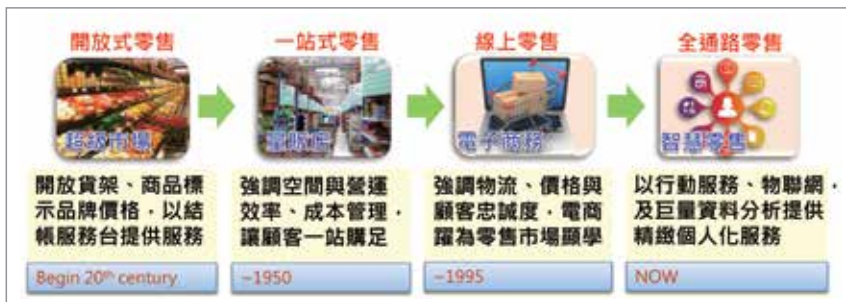 開放式零售
超級市場
開放貨架、商品標
示品牌價格，以結
帳服務台提供服務
Begin 20th century
一站式零售
量販店
強調空間與營運
效率、成本管理，
讓顧客一站購足
~1950
線上零售
電子商務
強調物流、價格與
顧客忠誠度，電商
躍為零售市場顯學
~1995
全通路零售
智慧零售
以行動服務、物聯網，
及巨量資料分析提供
精緻個人化服務
NOW